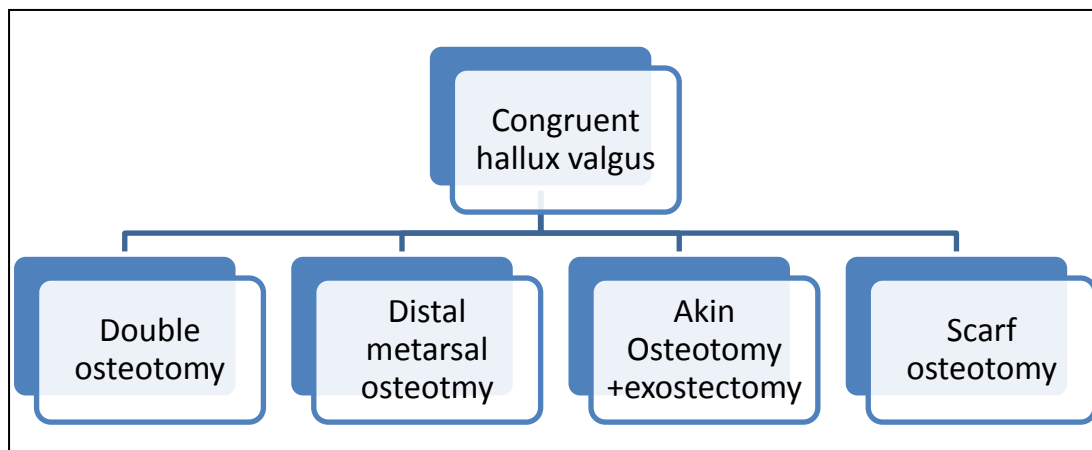 Congruent
hallux valgus
Double
osteotomy
Distal
metarsal
osteotmy
Akin
Osteotomy
+exostectomy
Scarf
osteotomy